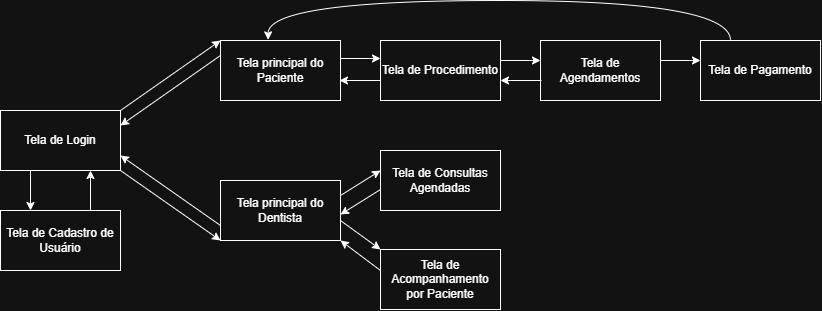 Tela principal do
Paciente
Tela de Procedimento
Tela de
Agendamentos
Tela de Pagamento
Tela de Login
Tela de Consultas
Agendadas
Tela principal do
Dentista
Tela de Cadastro de
Usuário
Tela de
Acompanhamento
por Paciente